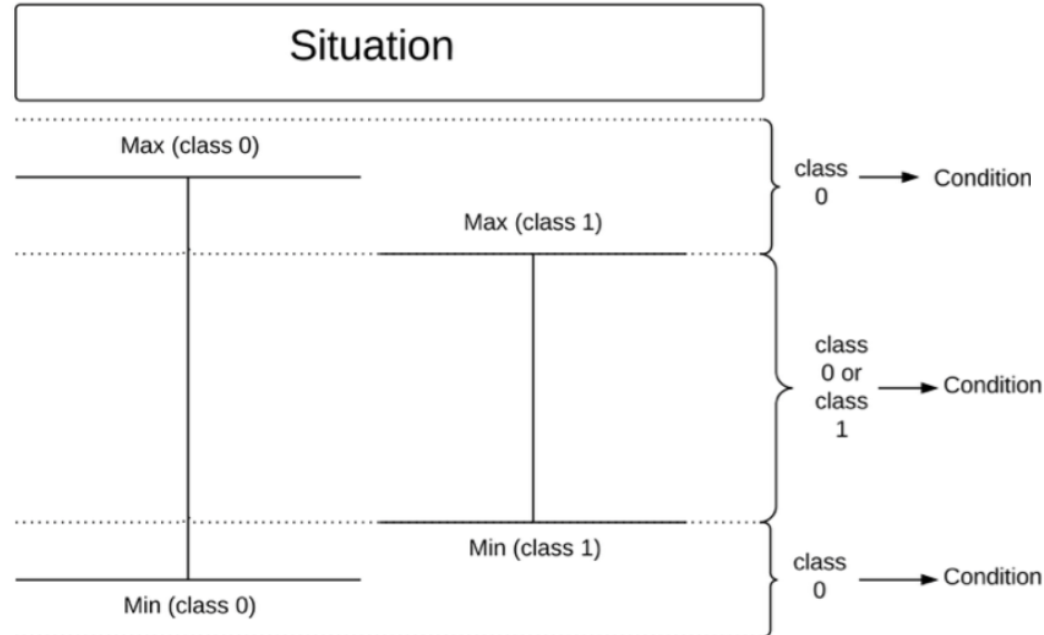 Situation
Max (class 0)
class
0
Condition
Max (class 1)
class
0 or
class
1
Condition
Min (class 1)
class
0
Condition
Min (class 0)